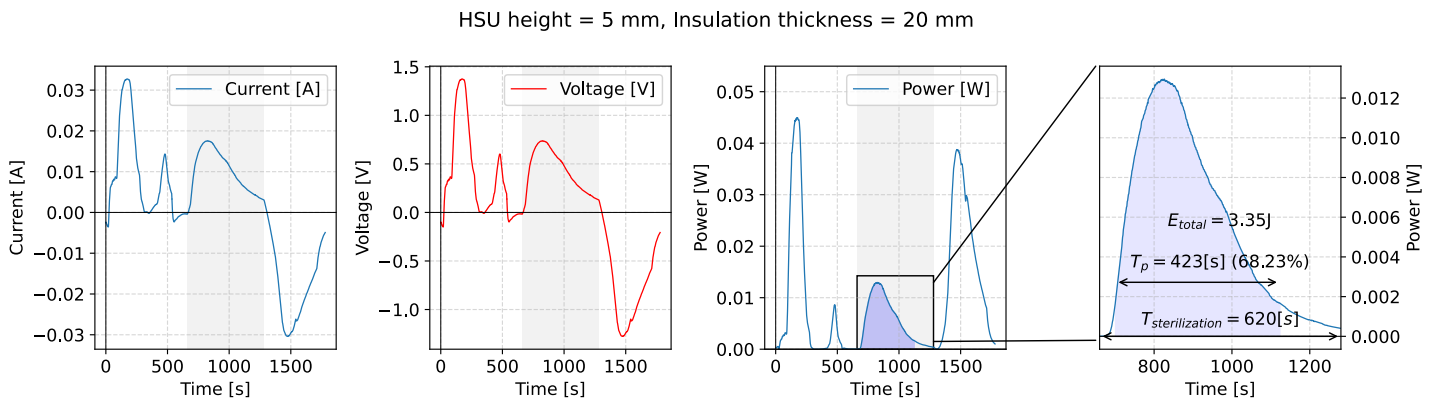 HSU height = 5 mm, Insulation thickness = 20 mm
Current [A]
0.03
0.02
0.01
0.00
−0.01
−0.02
−0.03
Current [A]
0
500
1000
1500
Time [s]
Voltage [V]
1.5
1.0
0.5
0.0
−0.5
−1.0
Voltage [V]
0
500
1000
1500
Time [s]
Power [W]
0.05
0.04
0.03
0.02
0.01
0.00
Power [W]
0
500
1000
1500
Time [s]
E_total = 3.35J
T_p = 423[s] (68.23%)
T_sterilization = 620[s]
0.012
0.010
0.008
0.006
0.004
0.002
0.000
Power [W]
800
1000
1200
Time [s]